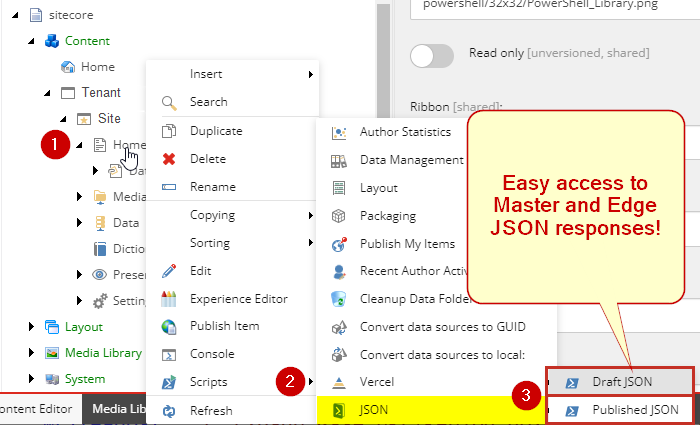 sitecore
Content
Home
Tenant
Site
1
Home
Dat
Media
Data
Diction
Presen
Setting
Layout
Media Library
System
ontent Editor
Media Lib
Insert
Search
Duplicate
Delete
Rename
Copying
Sorting
Edit
Experience Editor
Publish Item
Console
Scripts
2
Refresh
Author Statistics
Data Management
Layout
Packaging
Publish My Items
Recent Author Activ
Cleanup Data Folder
Convert data sources to GUID
Convert data sources to local:
Vercel
JSON
3
Draft JSON
Published JSON
powershell/32x32/PowerShell_Library.png
Read only [unversioned, shared]
Ribbon [shared]:
Easy access to
Master and Edge
JSON responses!